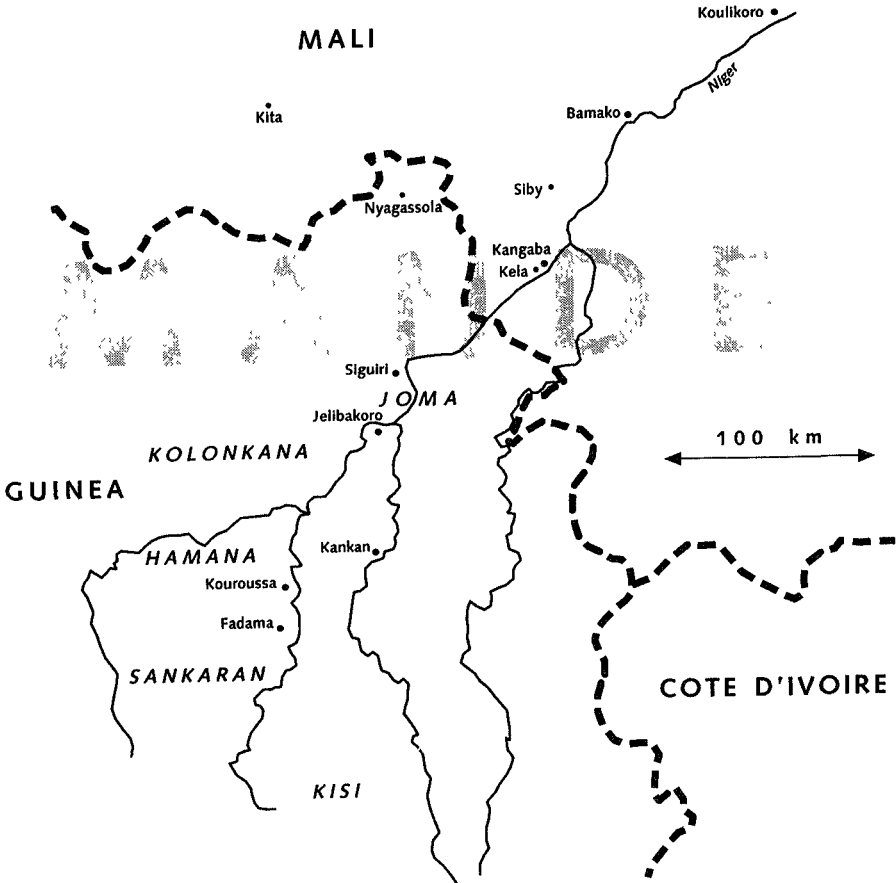 Koulikoro
MALI
Niger
Kita
Bamako
Siby
Nyagassola
Kangaba
Kela
MANDE
Siguiri
JOMA
Jelibakoro
KOLONKANA
100 km
GUINEA
HAMANA
Kankan
Kouroussa
Fadama
SANKARAN
COTE D'IVOIRE
KISI